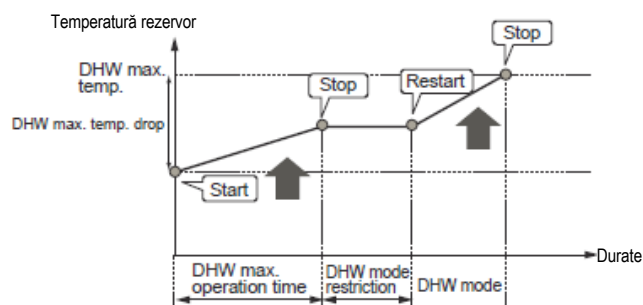 Temperatură rezervor
Stop
DHW max.
temp.
Stop
Restart
DHW max. temp. drop
Start
Durate
DHW max.
operation time
DHW mode
restriction
DHW mode